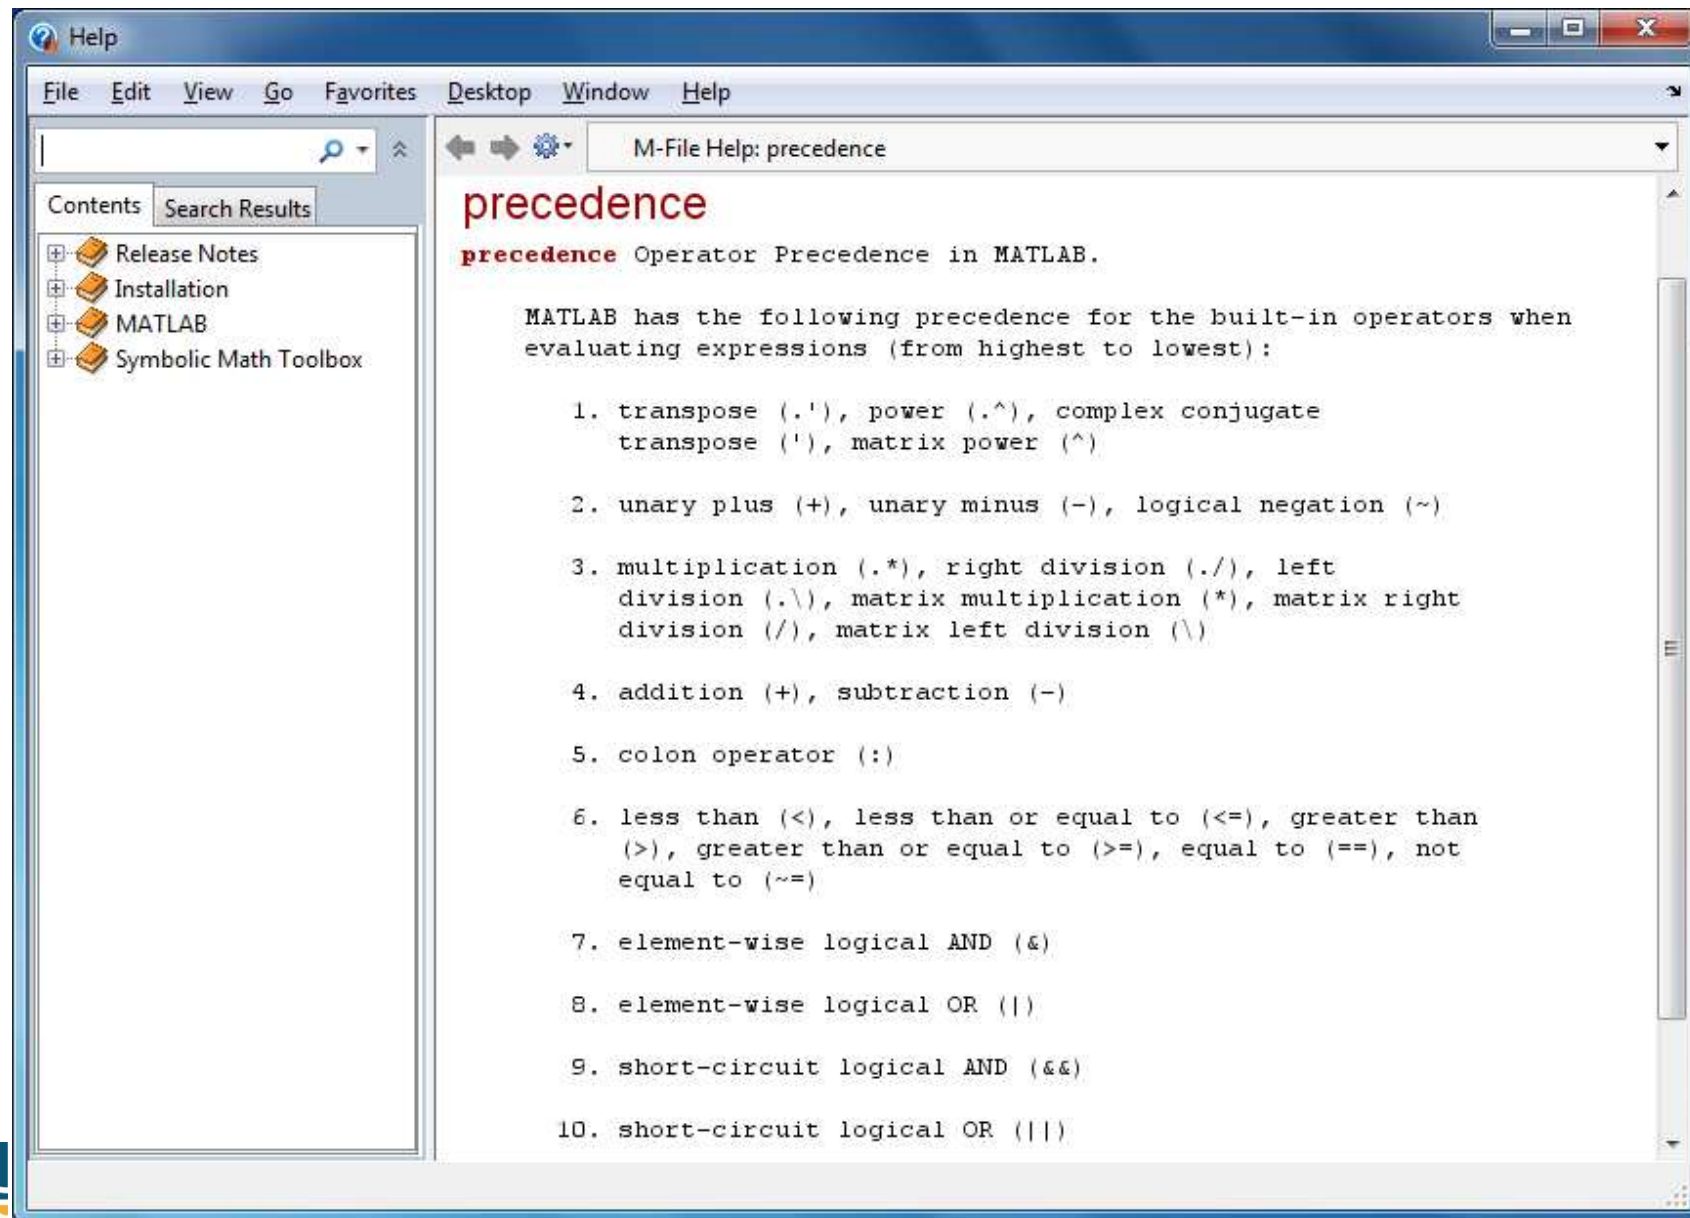 Help
File Edit View Go Favorites Desktop Window Help
M-File Help: precedence
Contents Search Results
Release Notes
Installation
MATLAB
Symbolic Math Toolbox
precedence
precedence Operator Precedence in MATLAB.
MATLAB has the following precedence for the built-in operators when
evaluating expressions (from highest to lowest):
1. transpose (.'), power (.^), complex conjugate
transpose ('), matrix power (^)
2. unary plus (+), unary minus (-), logical negation (~)
3. multiplication (.*), right division (./), left
division (.\), matrix multiplication (*), matrix right
division (/), matrix left division (\)
4. addition (+), subtraction (-)
5. colon operator (:)
6. less than (<), less than or equal to (<=), greater than
(>), greater than or equal to (>=), equal to (==), not
equal to (~=)
7. element-wise logical AND (&)
8. element-wise logical OR (|)
9. short-circuit logical AND (&&)
10. short-circuit logical OR (||)